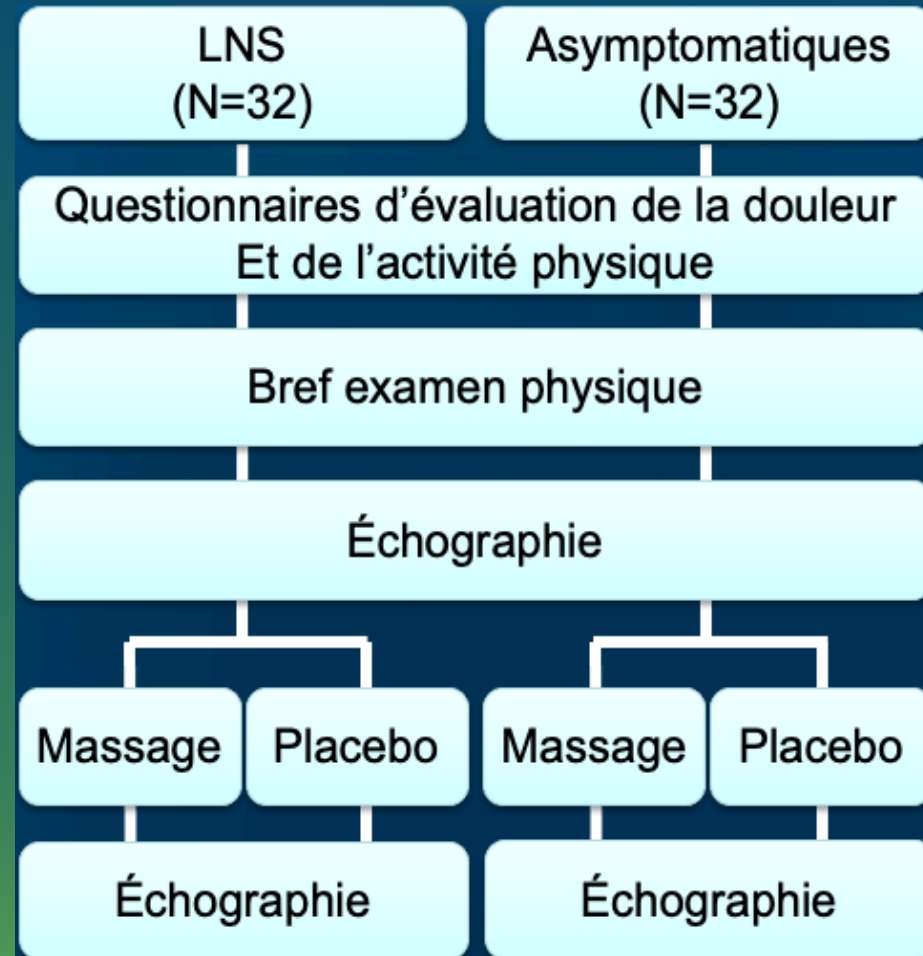 LNS
(N=32)
Asymptomatiques
(N=32)
Questionnaires d’évaluation de la douleur
Et de l’activité physique
Bref examen physique
Échographie
Massage
Placebo
Massage
Placebo
Échographie
Échographie